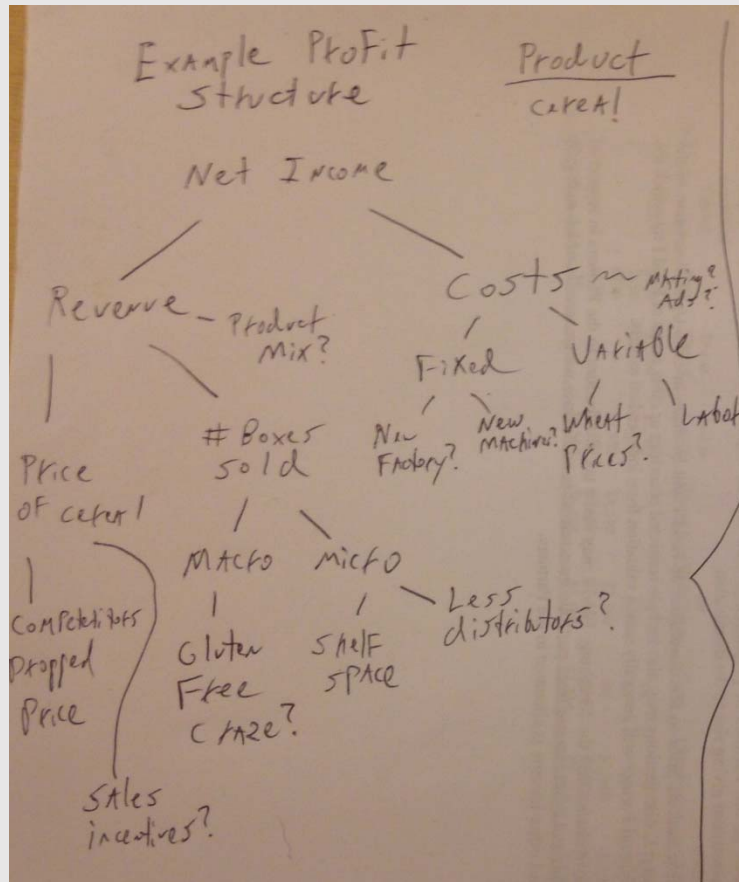 Example Profit
Structure
Product
cereal
Net Income
Revenue
Product
Mix?
Costs
Mkting?
Ads?
Fixed
Variable
New
Factory?
New
Machines?
Wheat
Prices?
Labor
Price
of cereal
# Boxes
sold
Macro
Micro
Competitors
Dropped
Price
Gluten
Free
Craze?
Shelf
Space
Less
distributors?
Sales
incentives?